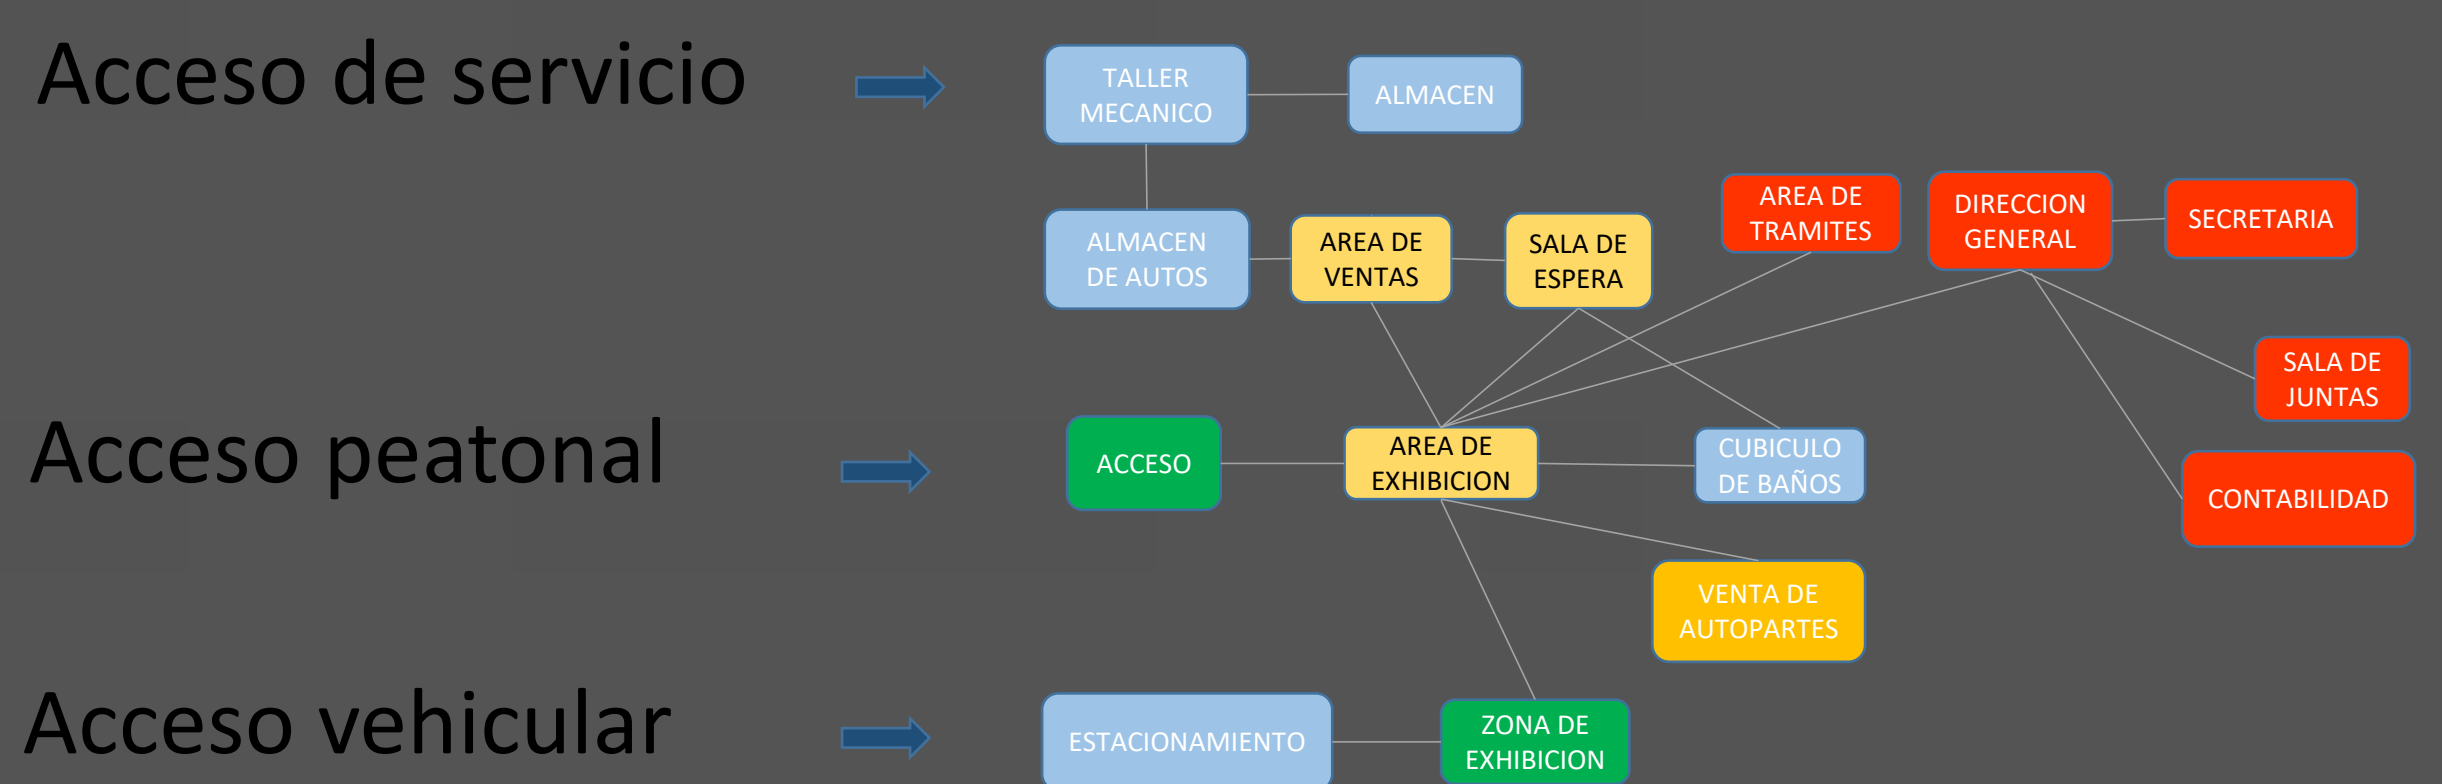 Acceso de servicio
TALLER
MECANICO
ALMACEN
AREA DE
TRAMITES
DIRECCION
GENERAL
SECRETARIA
ALMACEN
DE AUTOS
AREA DE
VENTAS
SALA DE
ESPERA
SALA DE
JUNTAS
Acceso peatonal
ACCESO
AREA DE
EXHIBICION
CUBICULO
DE BAÑOS
CONTABILIDAD
VENTA DE
AUTOPARTES
Acceso vehicular
ESTACIONAMIENTO
ZONA DE
EXHIBICION